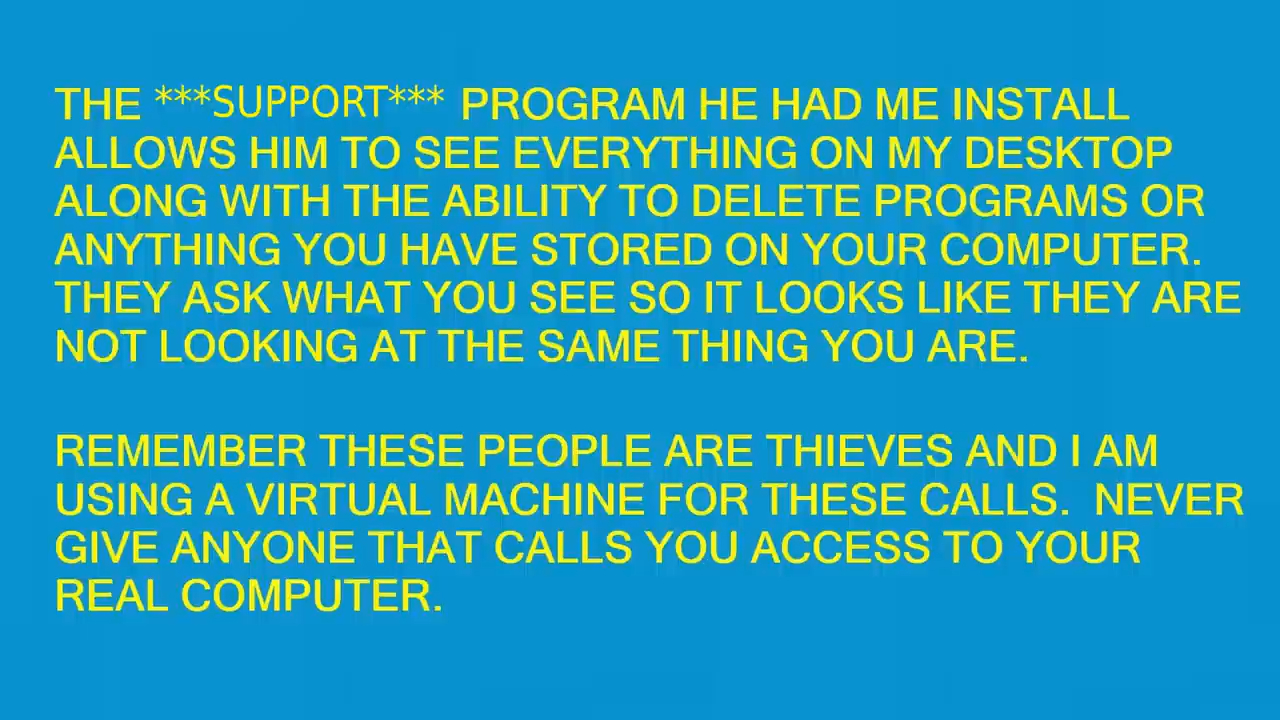 THE ***SUPPORT*** PROGRAM HE HAD ME INSTALL
ALLOWS HIM TO SEE EVERYTHING ON MY DESKTOP
ALONG WITH THE ABILITY TO DELETE PROGRAMS OR
ANYTHING YOU HAVE STORED ON YOUR COMPUTER.
THEY ASK WHAT YOU SEE SO IT LOOKS LIKE THEY ARE
NOT LOOKING AT THE SAME THING YOU ARE.
REMEMBER THESE PEOPLE ARE THIEVES AND I AM
USING A VIRTUAL MACHINE FOR THESE CALLS.  NEVER
GIVE ANYONE THAT CALLS YOU ACCESS TO YOUR
REAL COMPUTER.